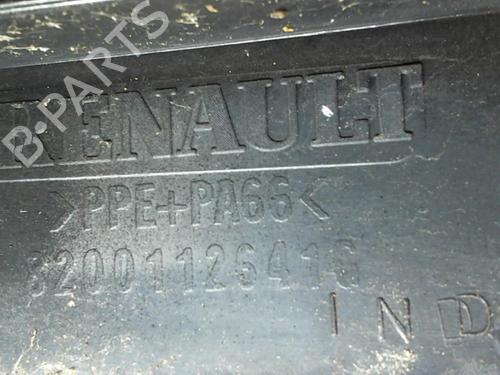 B-PARTS
RENAULT
>PPE+PA66<
8200112641G
IND D